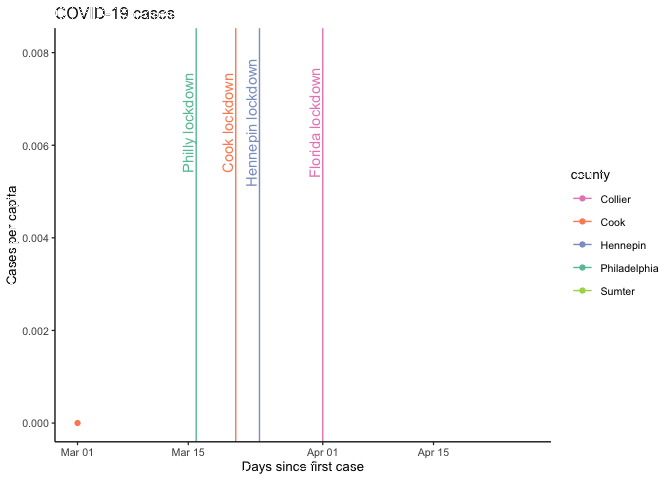 COVID-19 cases
Cases per capita
0.008
0.006
0.004
0.002
0.000
Philly lockdown
Cook lockdown
Hennepin lockdown
Florida lockdown
Mar 01
Mar 15
Apr 01
Apr 15
Days since first case
county
Collier
Cook
Hennepin
Philadelphia
Sumter